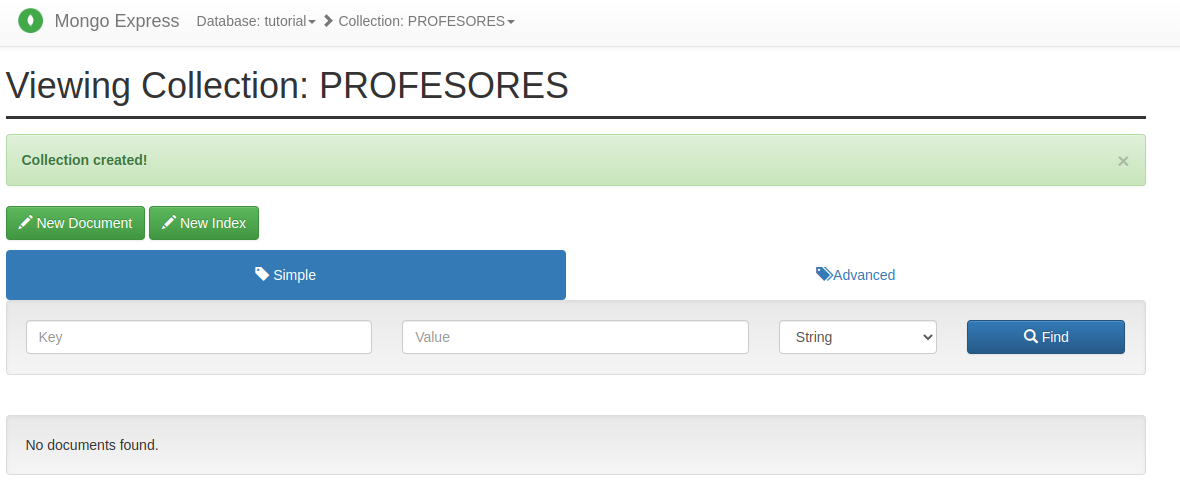 Mongo Express Database: tutorial Collection: PROFESORES
Viewing Collection: PROFESORES
Collection created! ×
New Document New Index
Simple Advanced
Key Value String Find
No documents found.